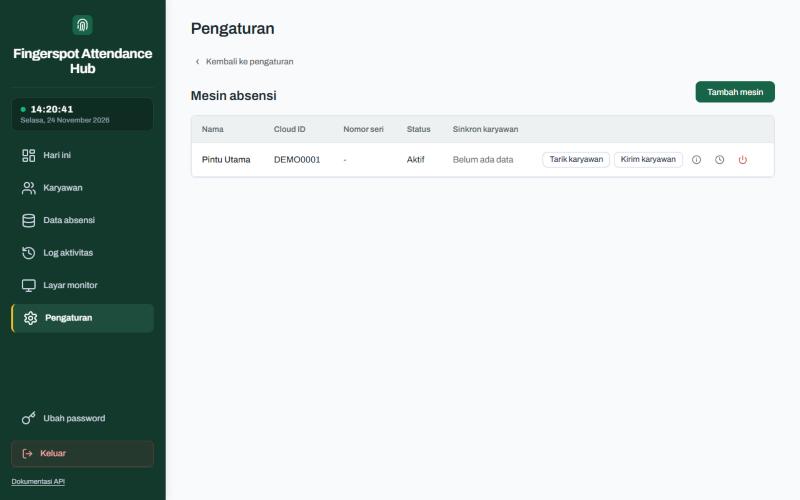 Fingerspot Attendance
Hub
14:20:41
Selasa, 24 November 2026
Hari ini
Karyawan
Data absensi
Log aktivitas
Layar monitor
Pengaturan
Ubah password
Keluar
Dokumentasi API
Pengaturan
Kembali ke pengaturan
Mesin absensi
Tambah mesin
Nama Cloud ID Nomor seri Status Sinkron karyawan
Pintu Utama DEMO0001 - Aktif Belum ada data Tarik karyawan Kirim karyawan